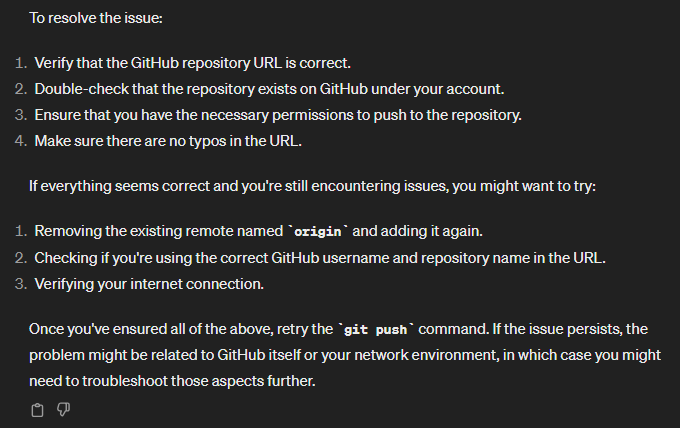 To resolve the issue:
1. Verify that the GitHub repository URL is correct.
2. Double-check that the repository exists on GitHub under your account.
3. Ensure that you have the necessary permissions to push to the repository.
4. Make sure there are no typos in the URL.
If everything seems correct and you're still encountering issues, you might want to try:
1. Removing the existing remote named `origin` and adding it again.
2. Checking if you're using the correct GitHub username and repository name in the URL.
3. Verifying your internet connection.
Once you've ensured all of the above, retry the `git push` command. If the issue persists, the
problem might be related to GitHub itself or your network environment, in which case you might
need to troubleshoot those aspects further.